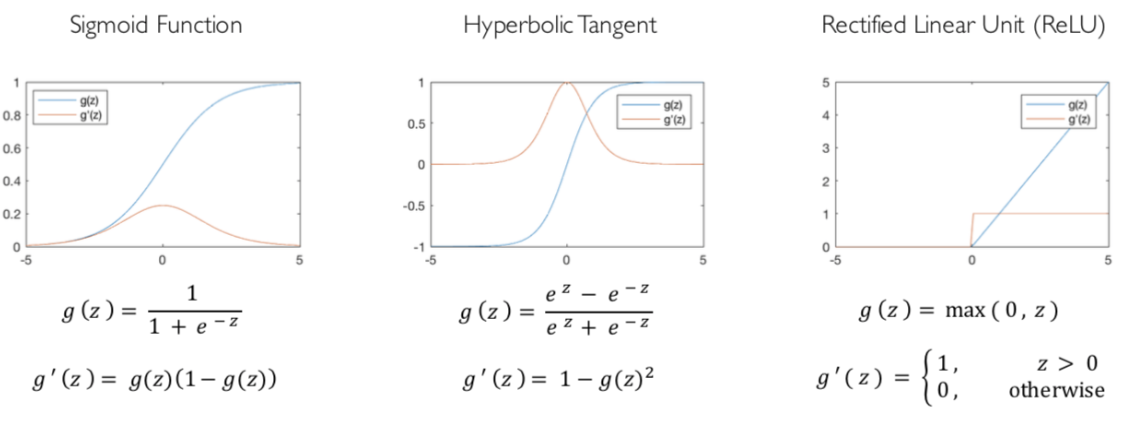 Sigmoid Function
1
0.8
0.6
0.4
0.2
0
-5
0
5
g(z)
g'(z)
g(z) = 1 / (1 + e^{-z})
g'(z) = g(z)(1 − g(z))
Hyperbolic Tangent
1
0.5
0
-0.5
-1
-5
0
5
g(z)
g'(z)
g(z) = (e^z − e^{-z}) / (e^z + e^{-z})
g'(z) = 1 − g(z)²
Rectified Linear Unit (ReLU)
5
4
3
2
1
0
-5
0
5
g(z)
g'(z)
g(z) = max(0, z)
g'(z) = { 1, z > 0
0, otherwise